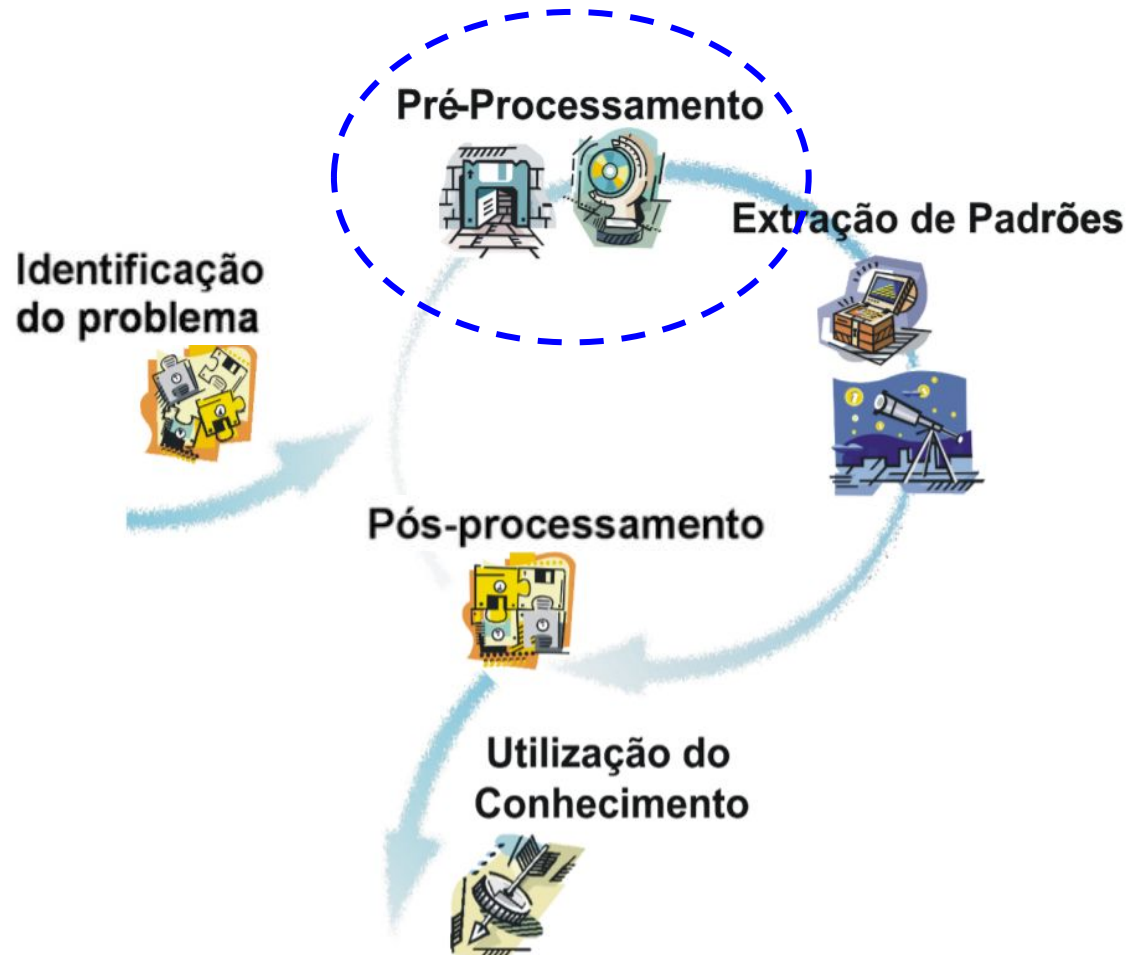 Pré-Processamento
Extração de Padrões
Identificação
do problema
Pós-processamento
Utilização do
Conhecimento